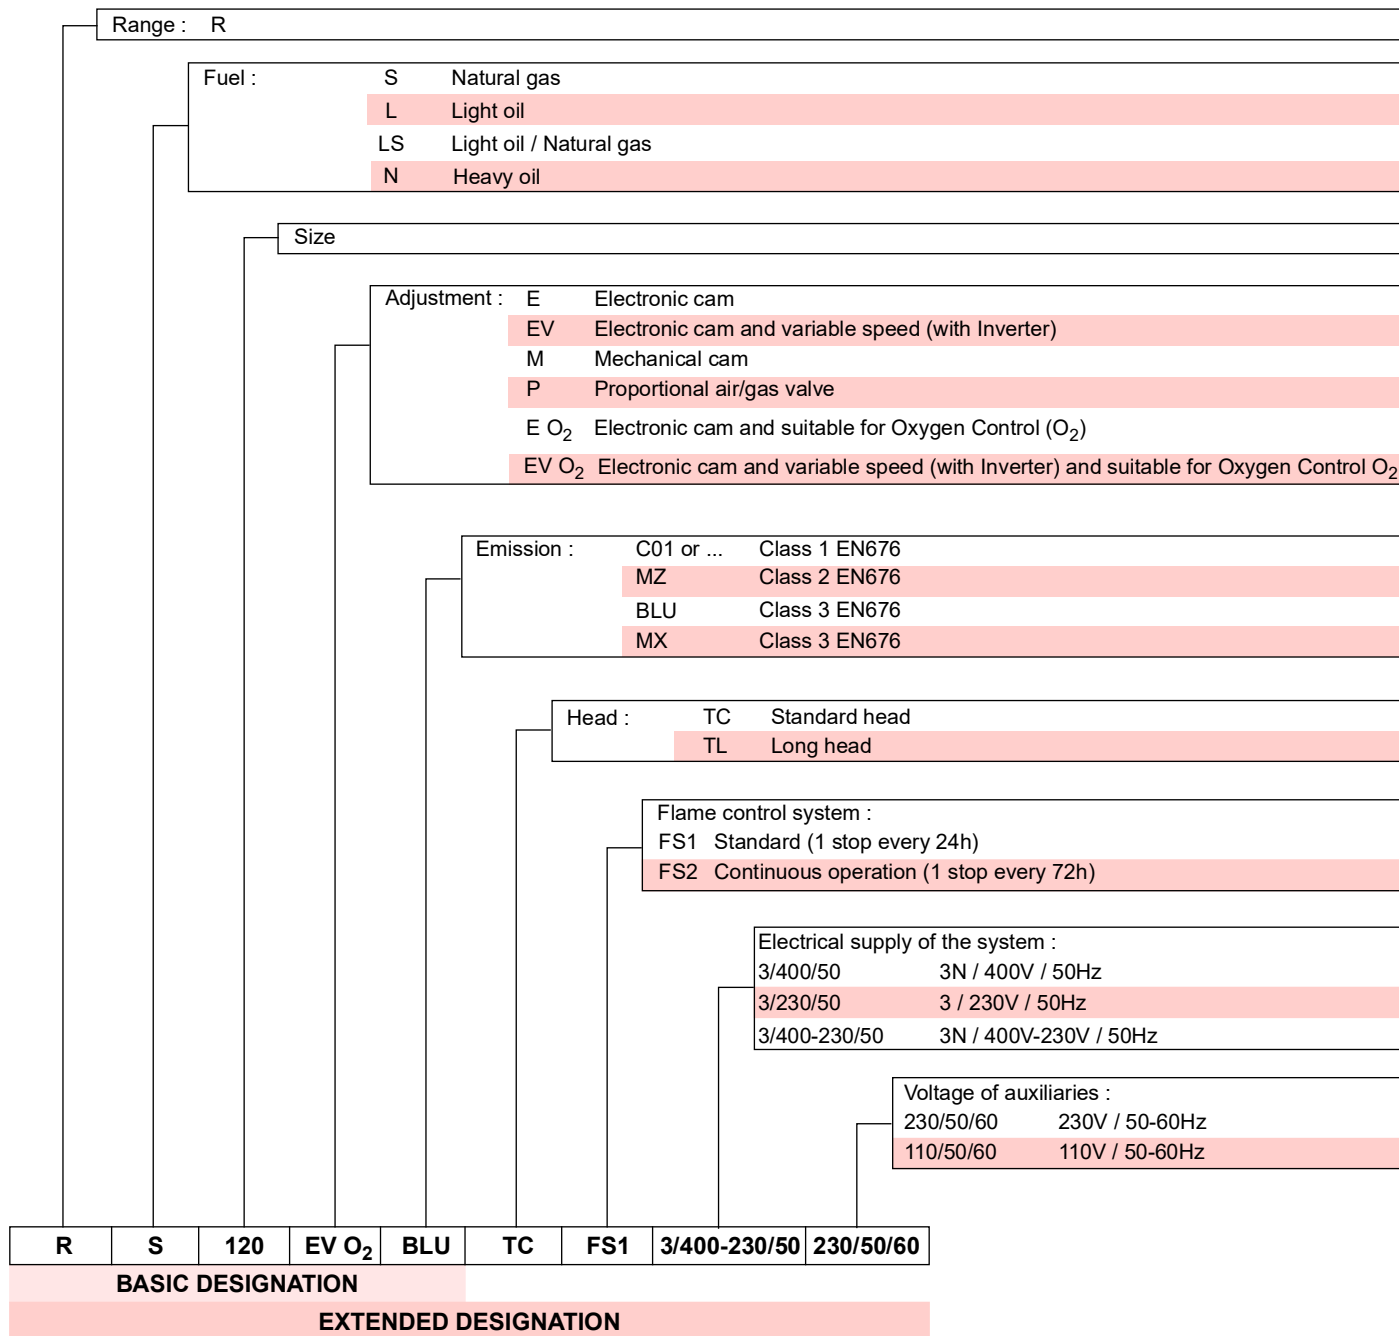 Range : R
Fuel : S Natural gas
L Light oil
LS Light oil / Natural gas
N Heavy oil
Size
Adjustment : E Electronic cam
EV Electronic cam and variable speed (with Inverter)
M Mechanical cam
P Proportional air/gas valve
E O₂ Electronic cam and suitable for Oxygen Control (O₂)
EV O₂ Electronic cam and variable speed (with Inverter) and suitable for Oxygen Control O₂
Emission : C01 or ... Class 1 EN676
MZ Class 2 EN676
BLU Class 3 EN676
MX Class 3 EN676
Head : TC Standard head
TL Long head
Flame control system :
FS1 Standard (1 stop every 24h)
FS2 Continuous operation (1 stop every 72h)
Electrical supply of the system :
3/400/50 3N / 400V / 50Hz
3/230/50 3 / 230V / 50Hz
3/400-230/50 3N / 400V-230V / 50Hz
Voltage of auxiliaries :
230/50/60 230V / 50-60Hz
110/50/60 110V / 50-60Hz
R S 120 EV O₂ BLU TC FS1 3/400-230/50 230/50/60
BASIC DESIGNATION
EXTENDED DESIGNATION